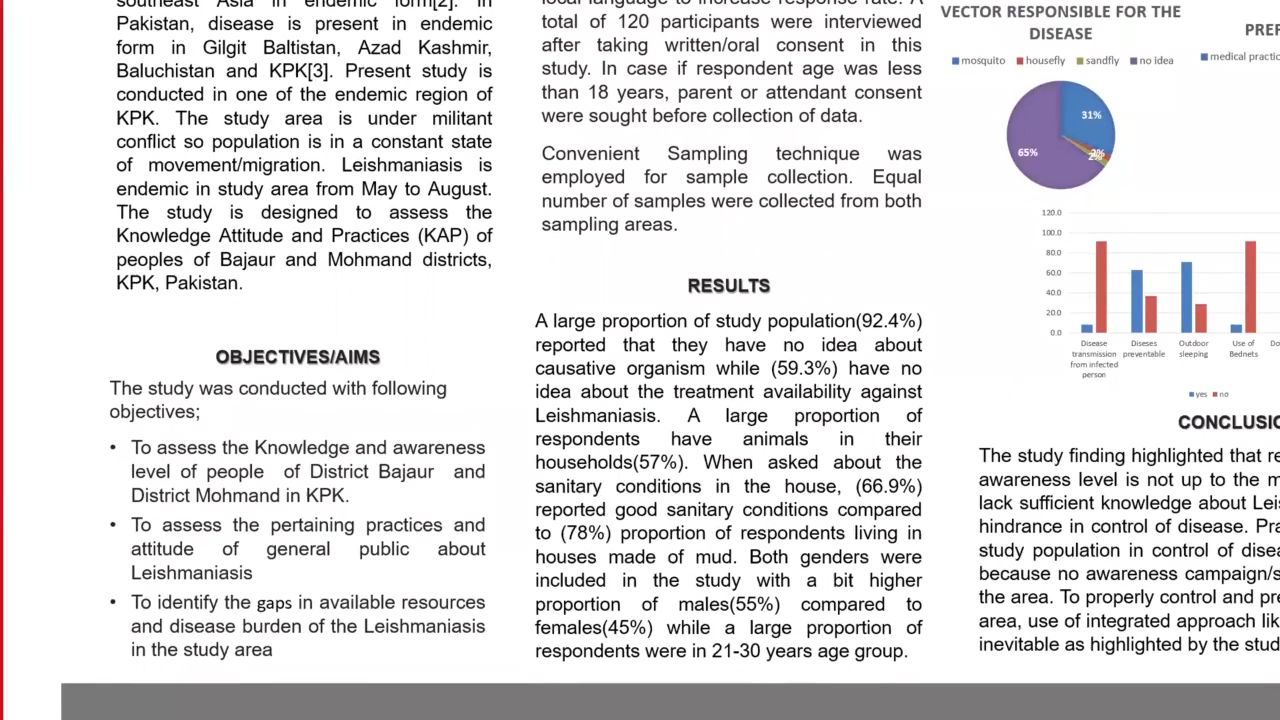 southeast Asia in endemic form[2]. In
Pakistan, disease is present in endemic
form in Gilgit Baltistan, Azad Kashmir,
Baluchistan and KPK[3]. Present study is
conducted in one of the endemic region of
KPK. The study area is under militant
conflict so population is in a constant state
of movement/migration. Leishmaniasis is
endemic in study area from May to August.
The study is designed to assess the
Knowledge Attitude and Practices (KAP) of
peoples of Bajaur and Mohmand districts,
KPK, Pakistan.
OBJECTIVES/AIMS
The study was conducted with following
objectives;
• To assess the Knowledge and awareness
level of people of District Bajaur and
District Mohmand in KPK.
• To assess the pertaining practices and
attitude of general public about
Leishmaniasis
• To identify the gaps in available resources
and disease burden of the Leishmaniasis
in the study area
local language to increase response rate. A
total of 120 participants were interviewed
after taking written/oral consent in this
study. In case if respondent age was less
than 18 years, parent or attendant consent
were sought before collection of data.
Convenient Sampling technique was
employed for sample collection. Equal
number of samples were collected from both
sampling areas.
RESULTS
A large proportion of study population(92.4%)
reported that they have no idea about
causative organism while (59.3%) have no
idea about the treatment availability against
Leishmaniasis. A large proportion of
respondents have animals in their
households(57%). When asked about the
sanitary conditions in the house, (66.9%)
reported good sanitary conditions compared
to (78%) proportion of respondents living in
houses made of mud. Both genders were
included in the study with a bit higher
proportion of males(55%) compared to
females(45%) while a large proportion of
respondents were in 21-30 years age group.
VECTOR RESPONSIBLE FOR THE
DISEASE
mosquito housefly sandfly no idea
31%
65%
2%
2%
PREF
medical practic
120.0
100.0
80.0
60.0
40.0
20.0
0.0
Disease
transmission
from infected
person
Diseses
preventable
Outdoor
sleeping
Use of
Bednets
Do
yes no
CONCLUSIO
The study finding highlighted that re
awareness level is not up to the m
lack sufficient knowledge about Lei
hindrance in control of disease. Pra
study population in control of disea
because no awareness campaign/s
the area. To properly control and pre
area, use of integrated approach lik
inevitable as highlighted by the stud